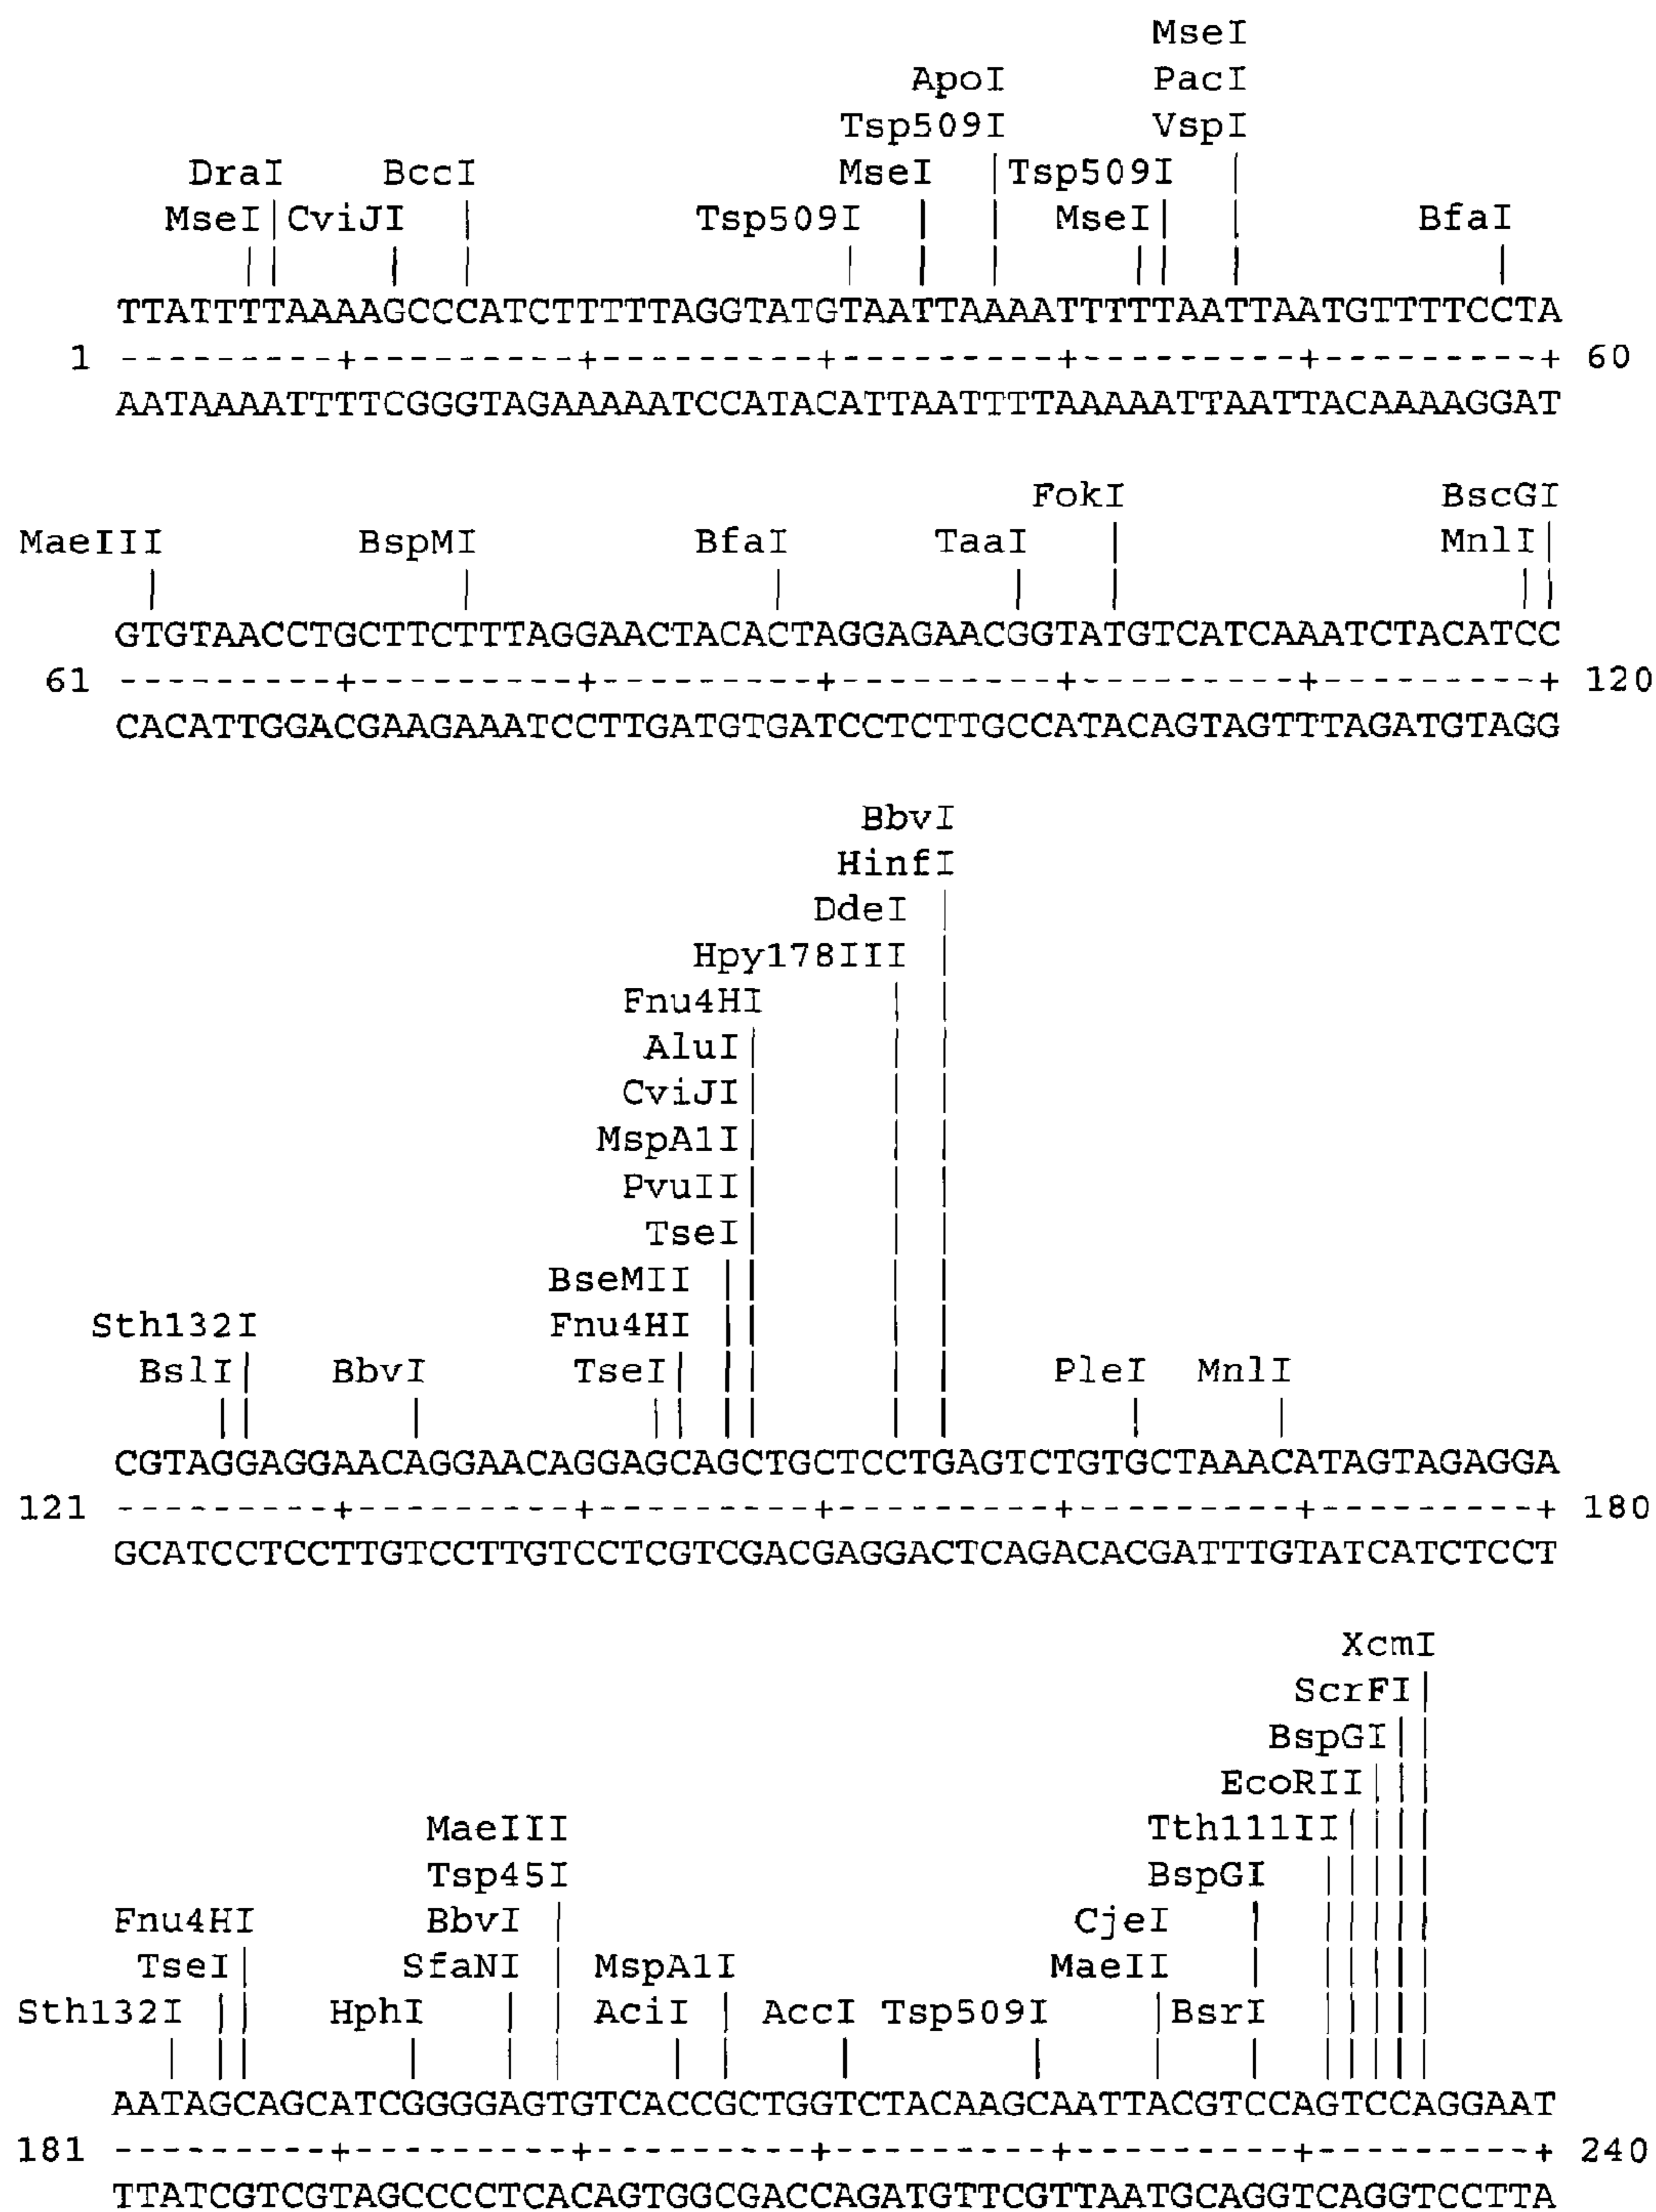 MseI
ApoI PacI
Tsp509I VspI
DraI BccI MseI | Tsp509I |
MseI | CviJI | Tsp509I | | MseI | | BfaI
| | | | | | | | | | |
TTATTTTAAAAGCCCATCTTTTTAGGTATGTAATTAAAATTTTTAATTAATGTTTTCCTA
1 ---------+---------+---------+---------+---------+---------+ 60
AATAAAATTTTCGGGTAGAAAAATCCATACATTAATTTTAAAAATTAATTACAAAAGGAT
FokI BscGI
MaeIII BspMI BfaI TaaI | MnlI |
| | | | | | |
GTGTAACCTGCTTCTTTAGGAACTACACTAGGAGAACGGTATGTCATCAAATCTACATCC
61 ---------+---------+---------+---------+---------+---------+ 120
CACATTGGACGAAGAAATCCTTGATGTGATCCTCTTGCCATACAGTAGTTTAGATGTAGG
BbvI
HinfI
DdeI |
Hpy178III |
Fnu4HI | |
AluI | | |
CviJI | | |
MspA1I | | |
PvuII | | |
TseI | | |
BseMII | | | |
Sth132I Fnu4HI | | | |
BslI | BbvI TseI | | | | | PleI MnlI
| | | | | | | | | | |
CGTAGGAGGAACAGGAACAGGAGCAGCTGCTCCTGAGTCTGTGCTAAACATAGTAGAGGA
121 ---------+---------+---------+---------+---------+---------+ 180
GCATCCTCCTTGTCCTTGTCCTCGTCGACGAGGACTCAGACACGATTTGTATCATCTCCT
XcmI
ScrFI |
BspGI | |
EcoRII | | |
MaeIII Tth111II | | | |
Tsp45I BspGI | | | | |
Fnu4HI BbvI | CjeI | | | | | |
TseI | SfaNI | MspA1I MaeII | | | | | |
Sth132I | | HphI | | AciI | AccI Tsp509I | BsrI | | | | |
| | | | | | | | | | | | | | | | |
AATAGCAGCATCGGGGAGTGTCACCGCTGGTCTACAAGCAATTACGTCCAGTCCAGGAAT
181 ---------+---------+---------+---------+---------+---------+ 240
TTATCGTCGTAGCCCCTCACAGTGGCGACCAGATGTTCGTTAATGCAGGTCAGGTCCTTA